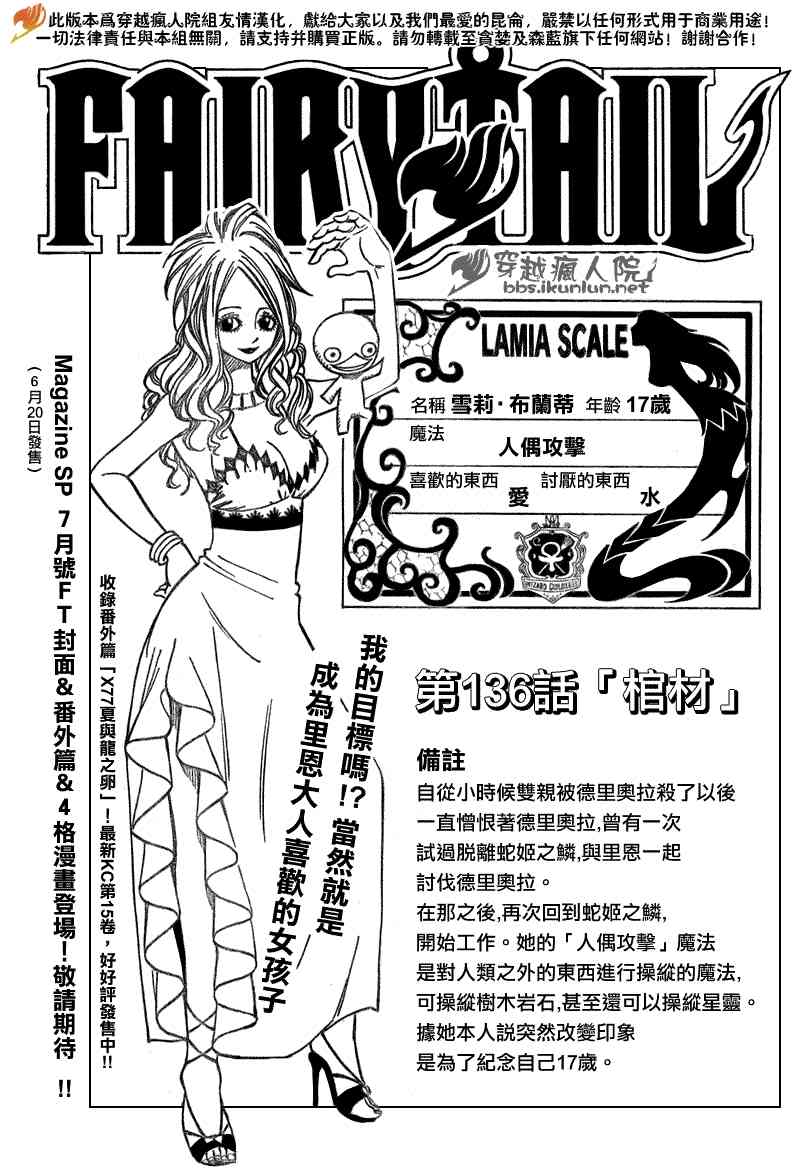 此版本爲穿越瘋人院組友情漢化，獻給大家以及我們最愛的昆侖，嚴禁以任何形式用于商業用途！
一切法律責任與本組無關，請支持并購買正版。請勿轉載至貪婪及森藍旗下任何網站！謝謝合作！
FAIRY TAIL
穿越瘋人院
bbs.ikunlun.net
LAMIA SCALE
名稱 雪莉·布蘭蒂 年齡 17歲
魔法
人偶攻擊
喜歡的東西 討厭的東西
愛 水
WIZARD GUILD
第136話「棺材」
我的目標嗎!? 當然就是
成為里恩大人喜歡的女孩子
備註
自從小時候雙親被德里奧拉殺了以後
一直憎恨著德里奧拉,曾有一次
試過脫離蛇姬之鱗,與里恩一起
討伐德里奧拉。
在那之後,再次回到蛇姬之鱗,
開始工作。她的「人偶攻擊」魔法
是對人類之外的東西進行操縱的魔法,
可操縱樹木岩石,甚至還可以操縱星靈。
據她本人説突然改變印象
是為了紀念自己17歲。
收錄番外篇「X77夏與龍之卵」！最新KC第15卷，好好評發售中!!
Magazine SP 7月號FT封面&番外篇&4格漫畫登場！敬請期待 !!
(6月20日發售)